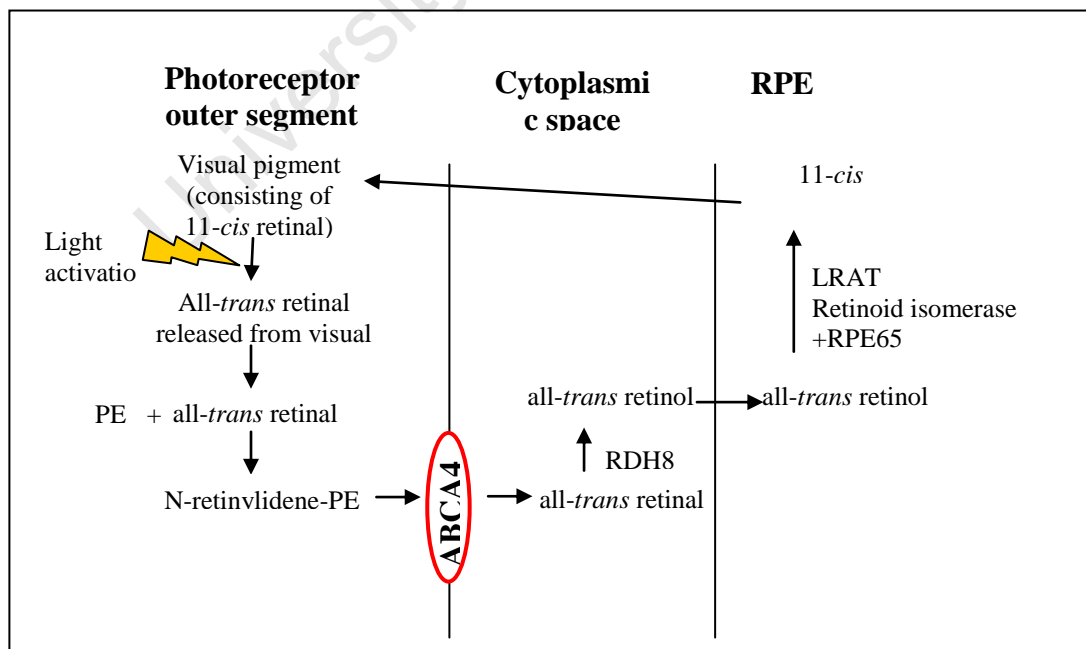 University
Photoreceptor
outer segment
Cytoplasmi
c space
RPE
Visual pigment
(consisting of
11-cis retinal)
11-cis
Light
activatio
All-trans retinal
released from visual
LRAT
Retinoid isomerase
+RPE65
PE + all-trans retinal
all-trans retinol
all-trans retinol
RDH8
N-retinvlidene-PE
ABCA4
all-trans retinal